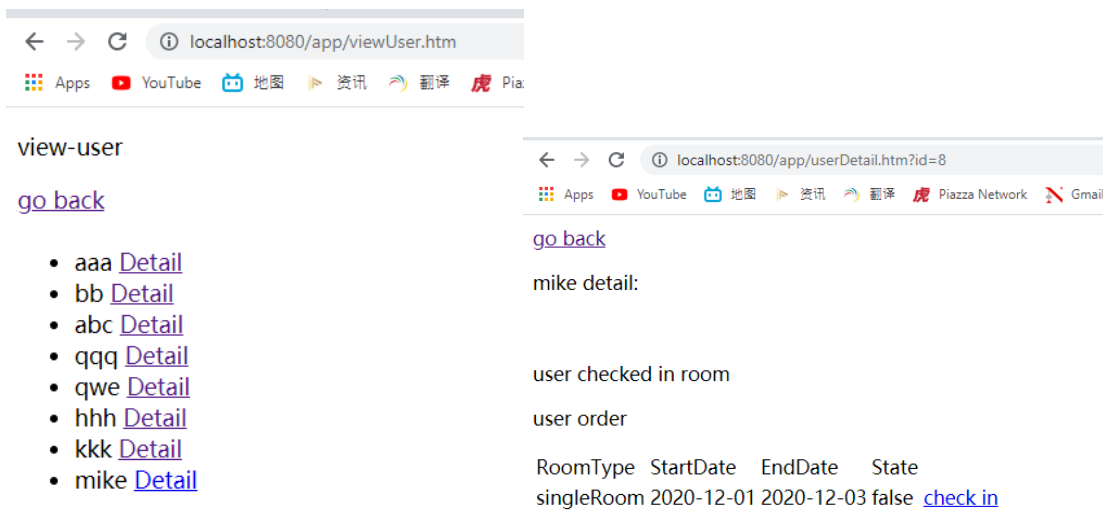 localhost:8080/app/viewUser.htm
Apps YouTube 地图 资讯 翻译 虎 Piaz
view-user
go back
aaa Detail
bb Detail
abc Detail
qqq Detail
qwe Detail
hhh Detail
kkk Detail
mike Detail
localhost:8080/app/userDetail.htm?id=8
Apps YouTube 地图 资讯 翻译 虎 Piazza Network Gmail
go back
mike detail:
user checked in room
user order
RoomType StartDate EndDate State
singleRoom 2020-12-01 2020-12-03 false check in